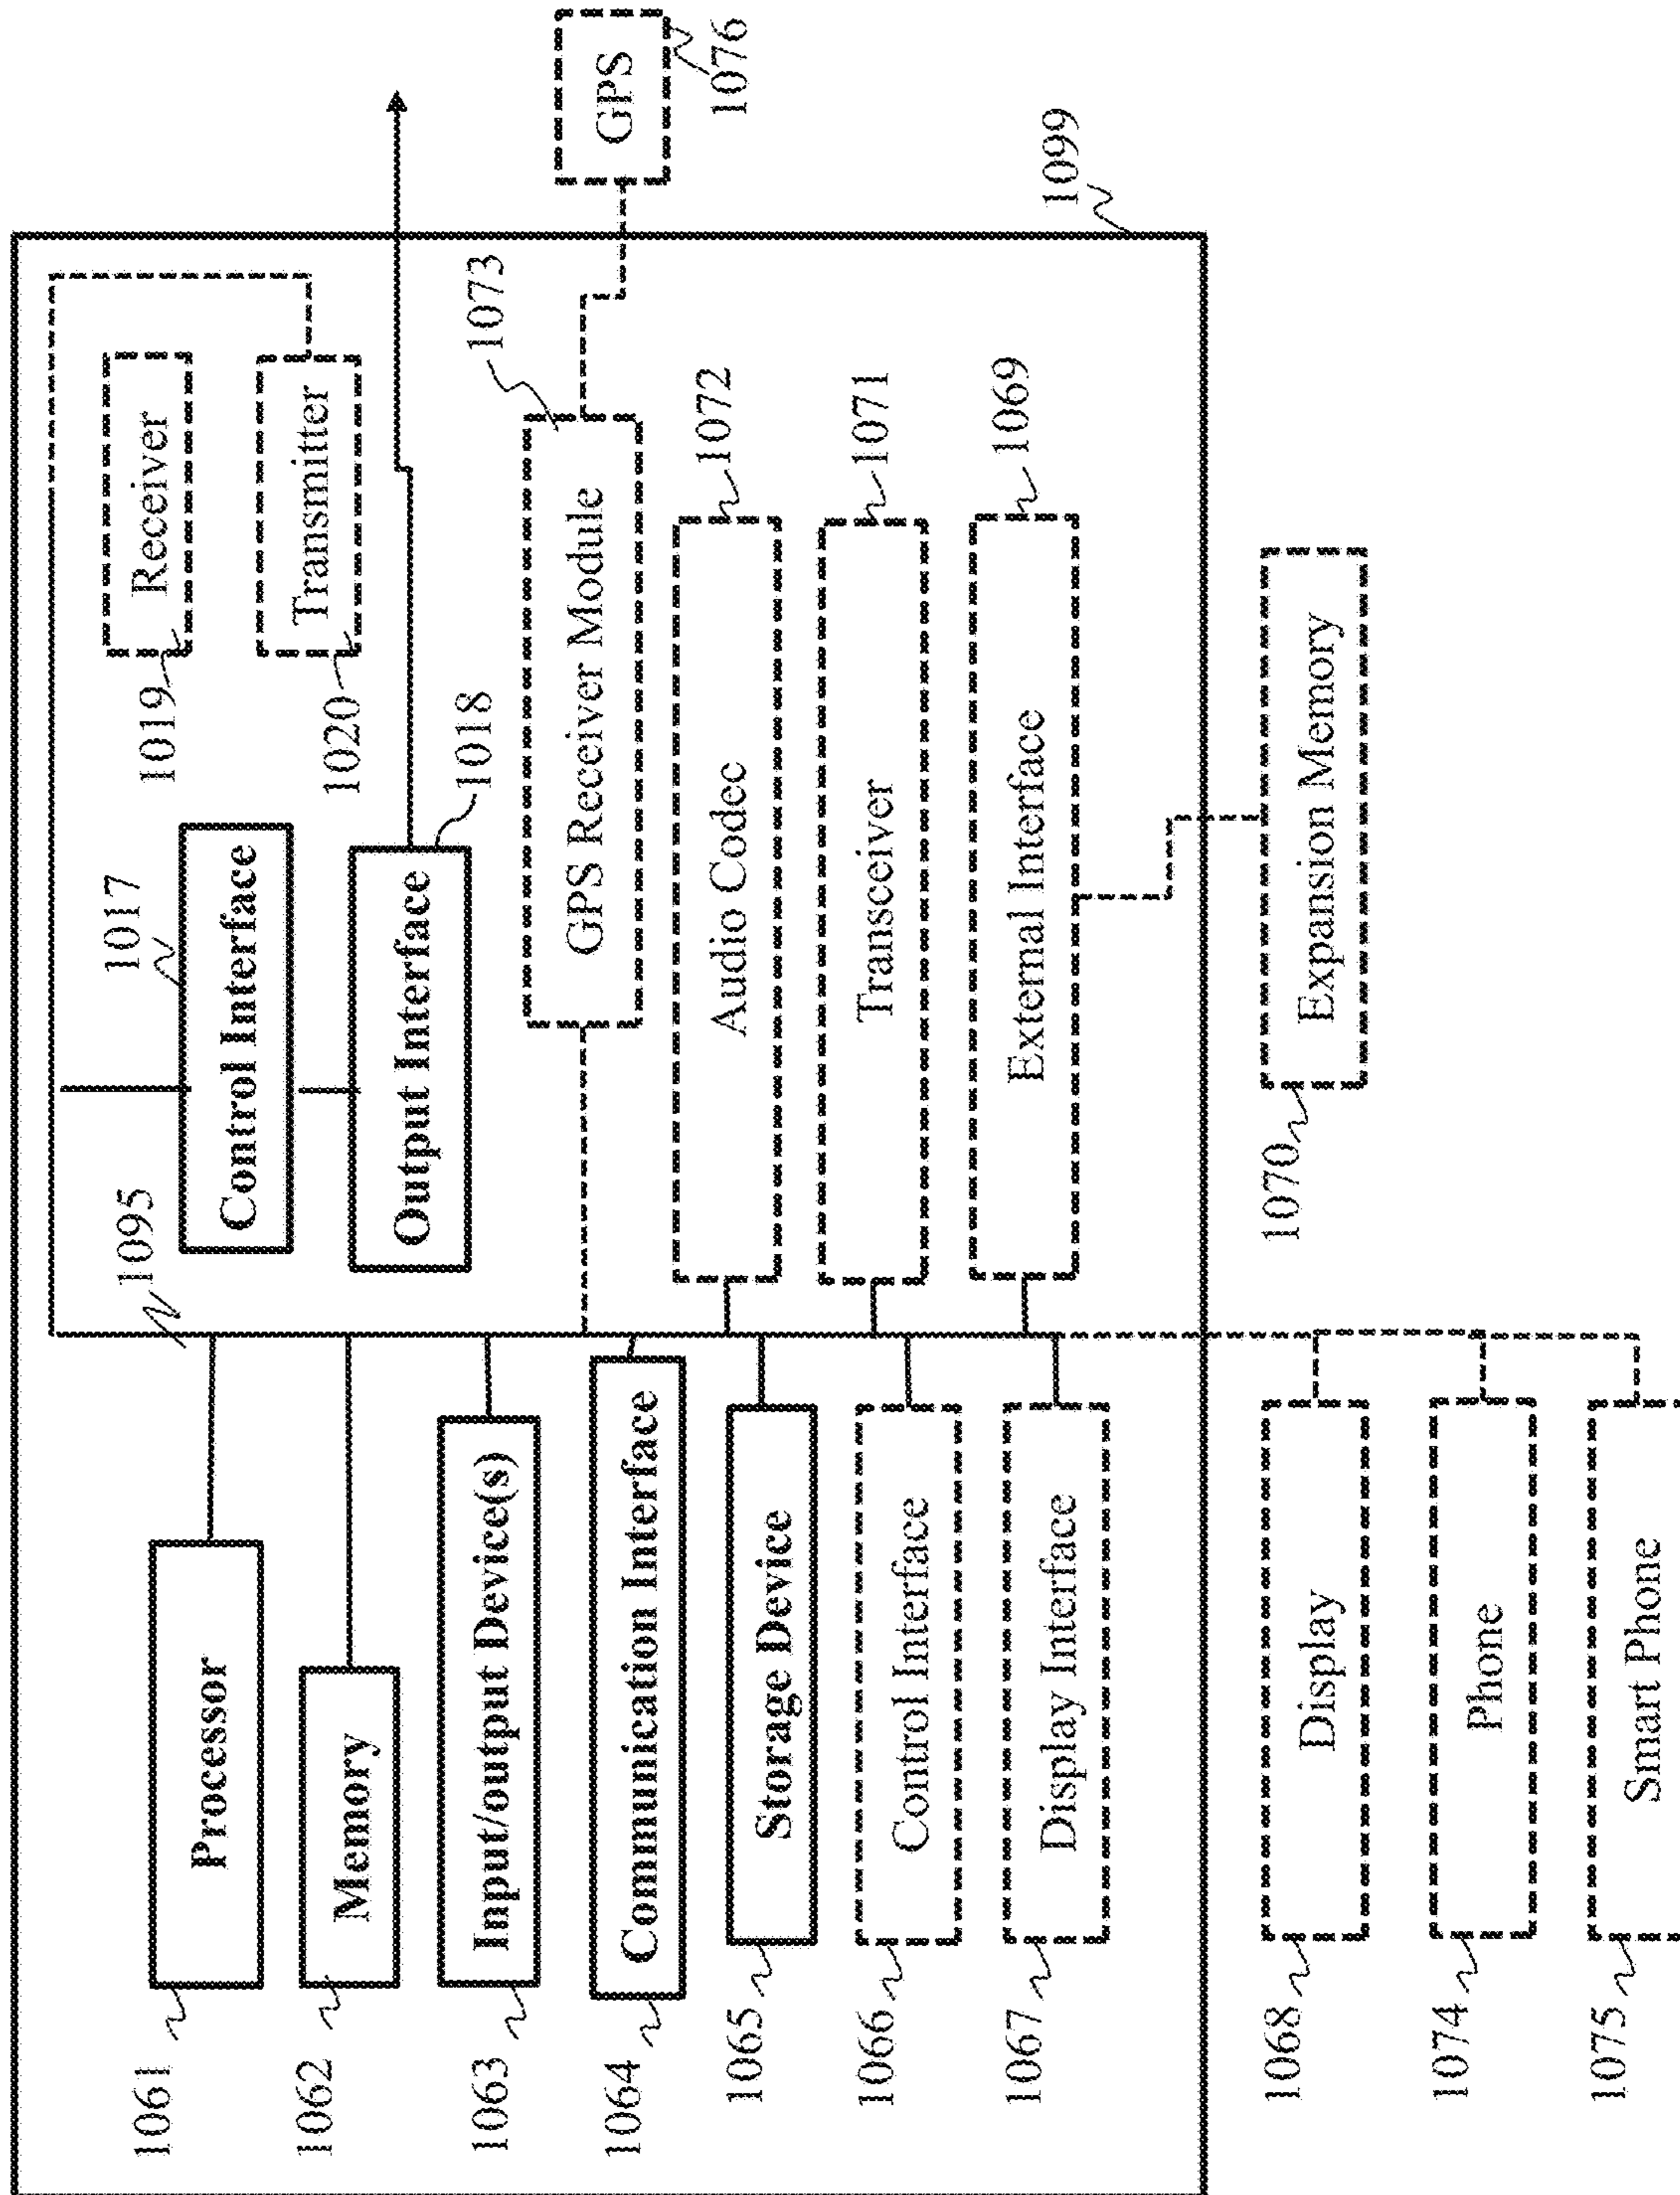 1061
Processor
1062
Memory
1063
Input/output Device(s)
1064
Communication Interface
1065
Storage Device
1066
Control Interface
1067
Display Interface
1068
Display
1074
Phone
1075
Smart Phone
1095
1017
Control Interface
Output Interface
1018
1019
Receiver
1020
Transmitter
1073
GPS Receiver Module
GPS
1076
Audio Codec
1072
Transceiver
1071
External Interface
1069
1099
1070
Expansion Memory